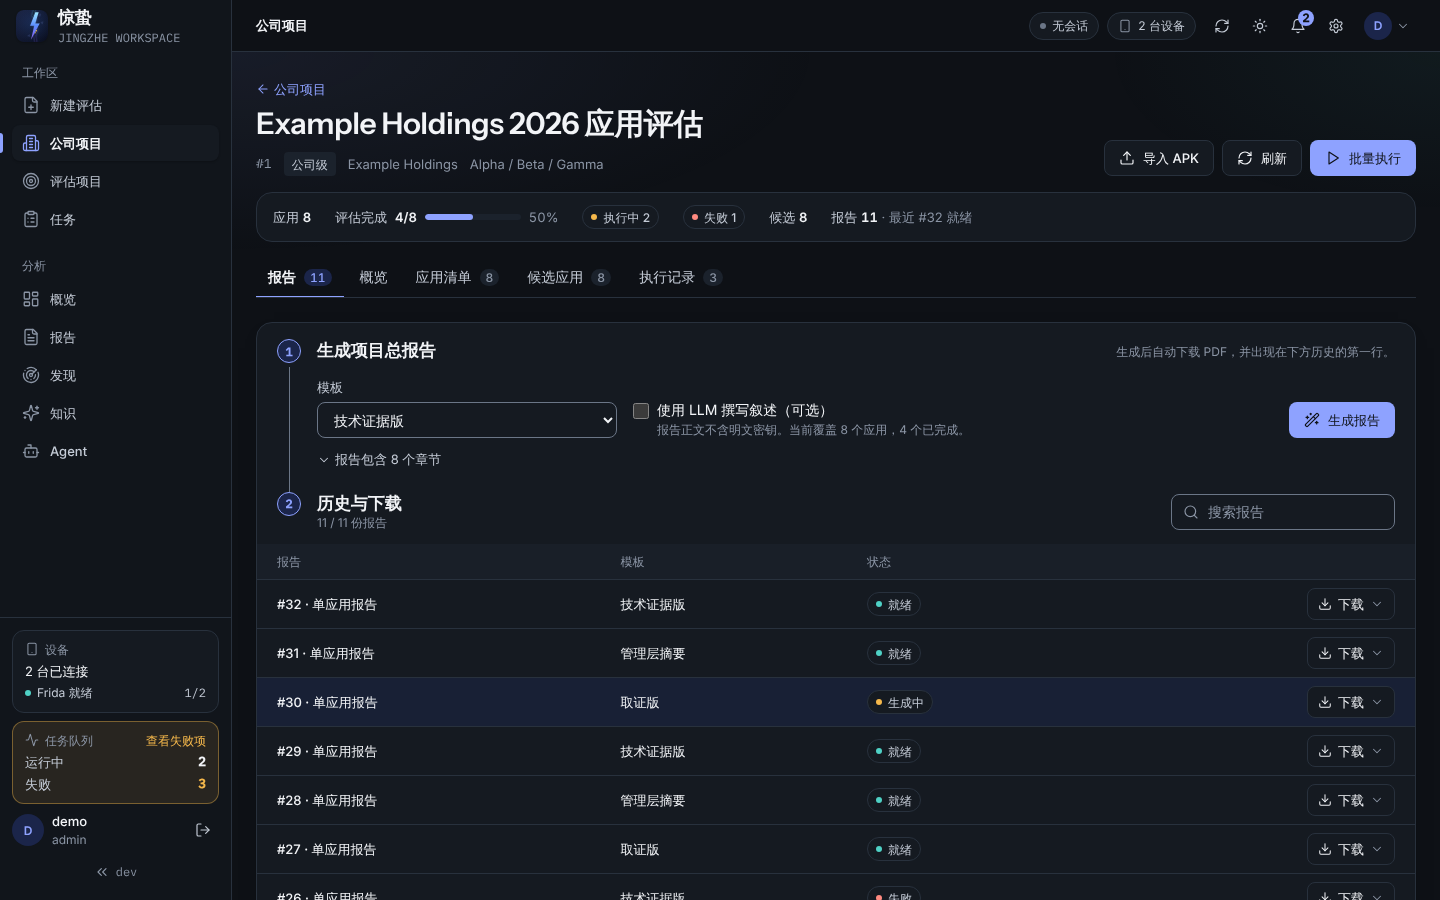 惊蛰
JINGZHE WORKSPACE
工作区
新建评估
公司项目
评估项目
任务
分析
概览
报告
发现
知识
Agent
设备
2 台已连接
Frida 就绪 1/2
任务队列 查看失败项
运行中 2
失败 3
D demo
admin
dev
公司项目
无会话 2 台设备 2 D
公司项目
Example Holdings 2026 应用评估
#1 公司级 Example Holdings Alpha / Beta / Gamma
导入 APK 刷新 批量执行
应用 8 评估完成 4/8 50% 执行中 2 失败 1 候选 8 报告 11 · 最近 #32 就绪
报告 11 概览 应用清单 8 候选应用 8 执行记录 3
1 生成项目总报告 生成后自动下载 PDF，并出现在下方历史的第一行。
模板
技术证据版 使用 LLM 撰写叙述（可选） 生成报告
报告正文不含明文密钥。当前覆盖 8 个应用，4 个已完成。
报告包含 8 个章节
2 历史与下载 搜索报告
11 / 11 份报告
报告 模板 状态
#32 · 单应用报告 技术证据版 就绪 下载
#31 · 单应用报告 管理层摘要 就绪 下载
#30 · 单应用报告 取证版 生成中 下载
#29 · 单应用报告 技术证据版 就绪 下载
#28 · 单应用报告 管理层摘要 就绪 下载
#27 · 单应用报告 取证版 就绪 下载
#26 · 单应用报告 技术证据版 失败 下载